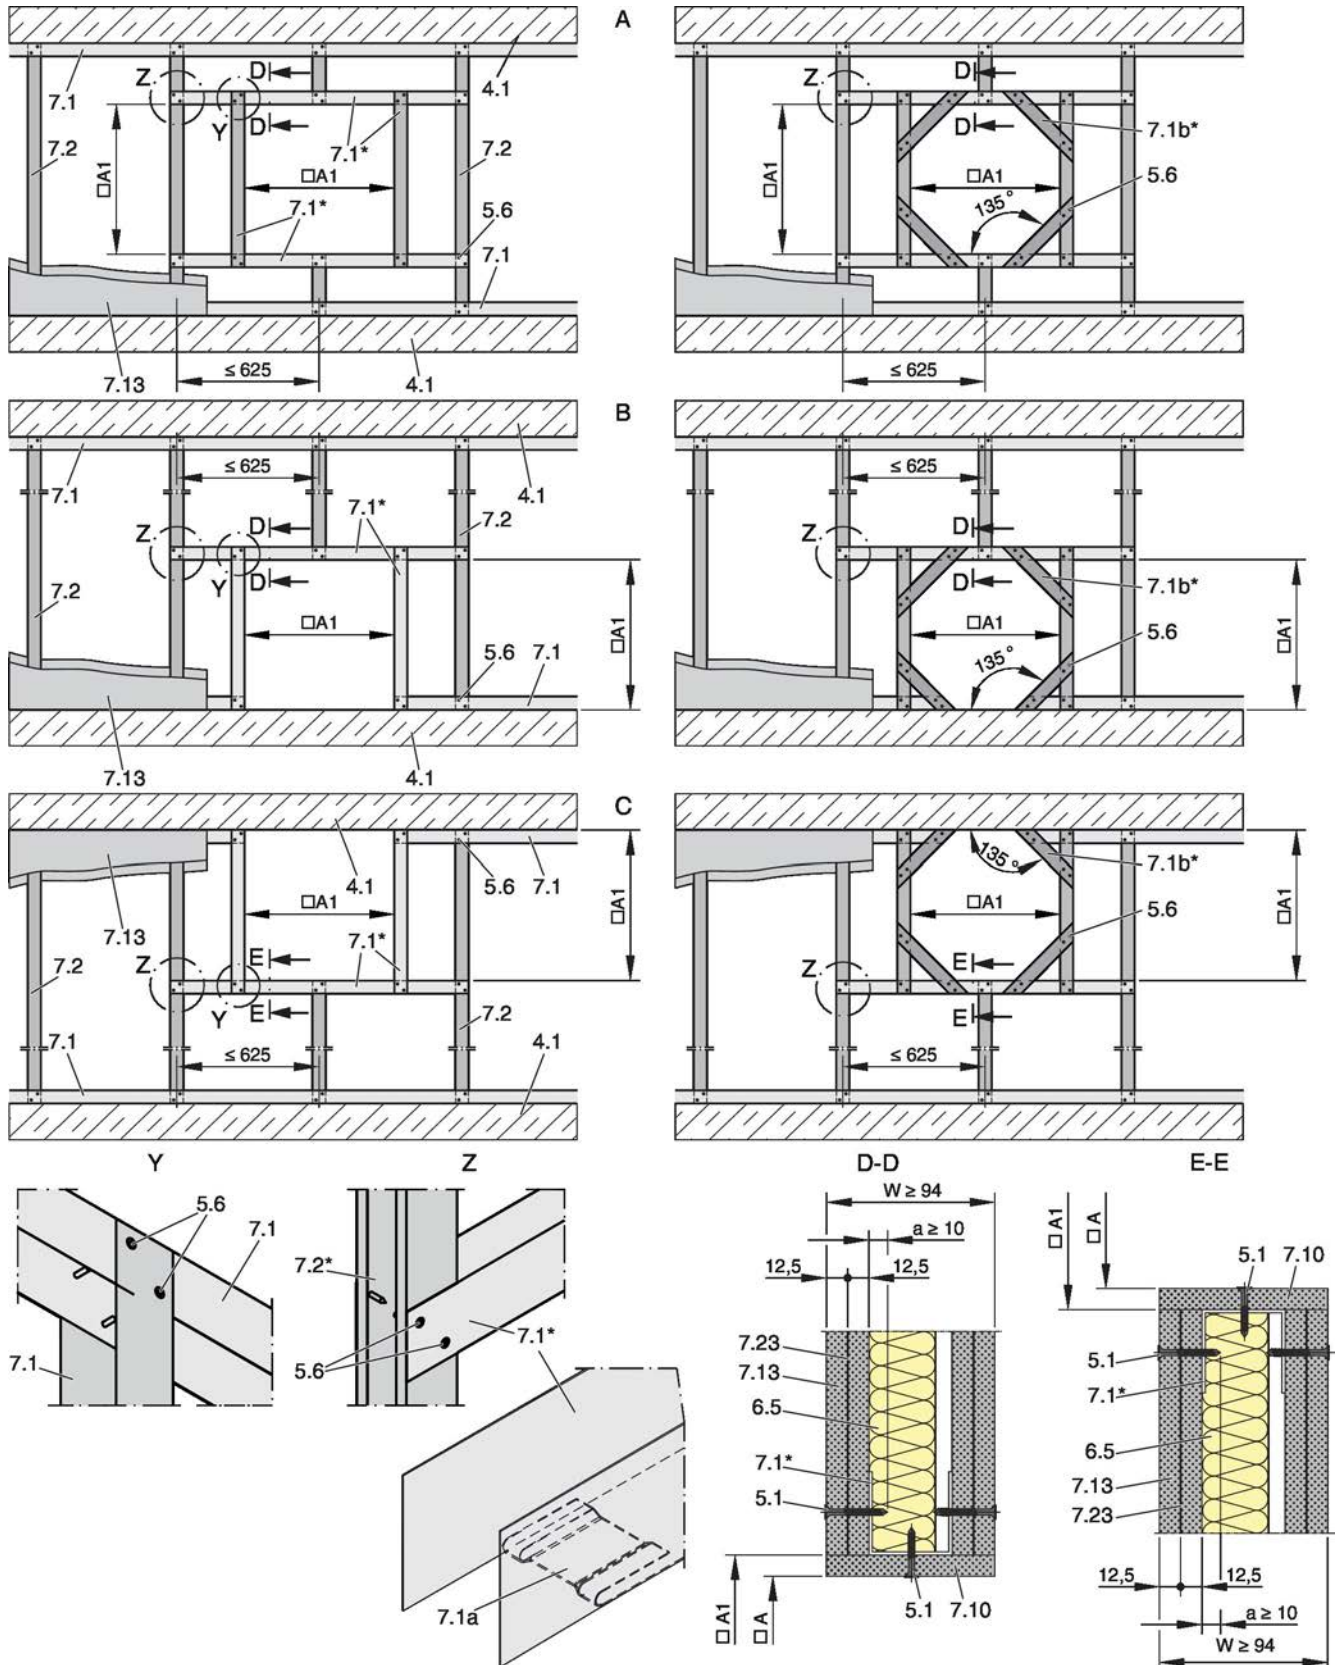 A
4.1
7.1
Z
D
D
Y
7.1*
7.2
□A1
□A1
7.2
7.1*
5.6
7.1
7.13
≤ 625
4.1
Z
D
D
7.1b*
□A1
□A1
5.6
135°
≤ 625
B
≤ 625
7.1
4.1
7.1*
Z
D
7.2
D
Y
7.2
□A1
□A1
5.6
7.1
7.13
4.1
≤ 625
Z
D
D
7.1b*
□A1
□A1
5.6
135°
C
4.1
5.6
7.1
□A1
□A1
7.13
7.1*
Z
E
7.2
Y
E
7.2
7.1
≤ 625
4.1
135°
7.1b*
□A1
□A1
5.6
E
Z
E
≤ 625
Y
5.6
7.1
7.1
Z
7.2*
7.1*
5.6
7.1a
D-D
W ≥ 94
a ≥ 10
12,5
12,5
7.23
7.13
6.5
7.1*
5.1
□A1
□A
5.1
7.10
E-E
□A1
□A
5.1
7.10
5.1
7.1*
6.5
7.13
7.23
12,5
12,5
a ≥ 10
W ≥ 94